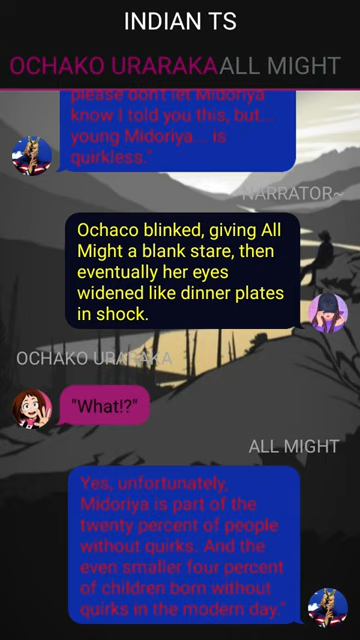 INDIAN TS
OCHAKO URARAKA ALL MIGHT
please don't let Midoriya
know I told you this, but...
young Midoriya... is
quirkless."
NARRATOR~
Ochaco blinked, giving All
Might a blank stare, then
eventually her eyes
widened like dinner plates
in shock.
OCHAKO URARAKA
"What!?"
ALL MIGHT
Yes, unfortunately,
Midoriya is part of the
twenty percent of people
without quirks. And the
even smaller four percent
of children born without
quirks in the modern day."